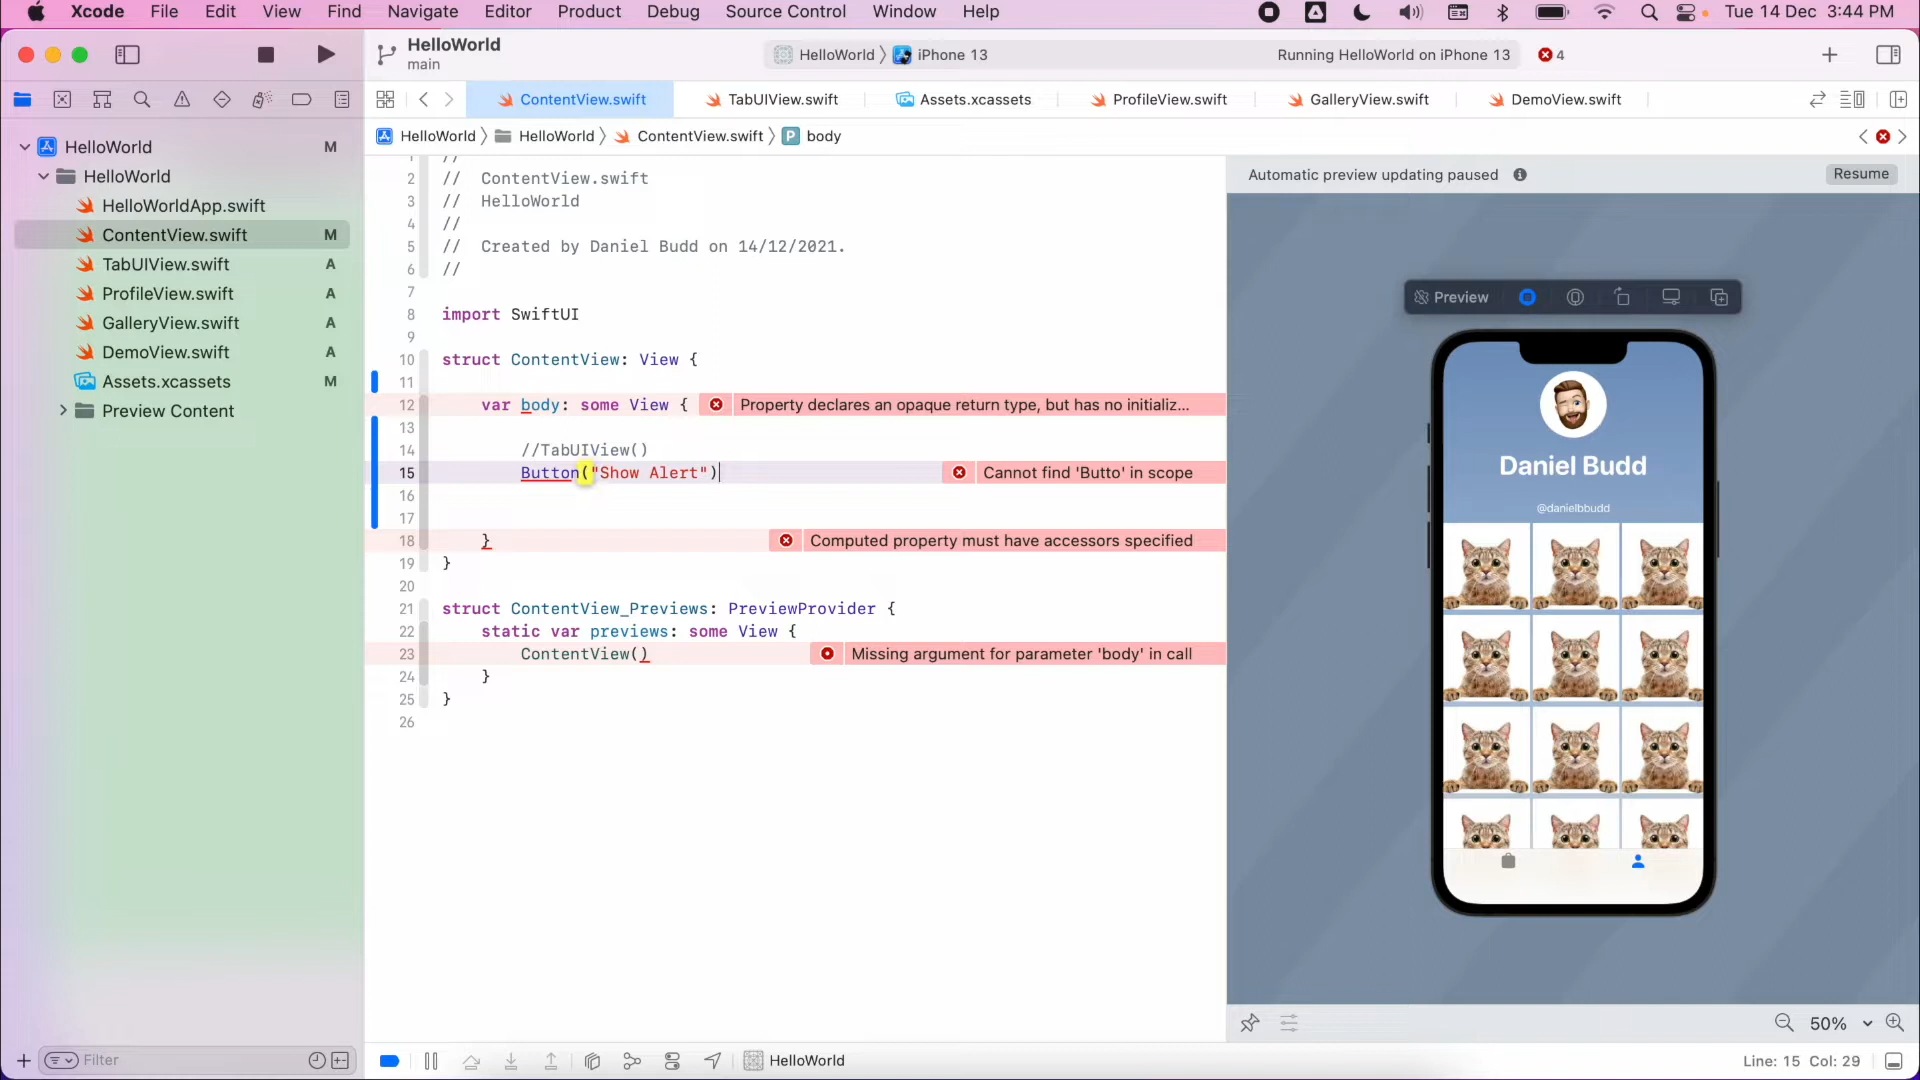 Xcode File Edit View Find Navigate Editor Product Debug Source Control Window Help Tue 14 Dec 3:44 PM
HelloWorld
main
HelloWorld iPhone 13 Running HelloWorld on iPhone 13 4
ContentView.swift TabUIView.swift Assets.xcassets ProfileView.swift GalleryView.swift DemoView.swift
HelloWorld HelloWorld ContentView.swift P body
HelloWorld M
HelloWorld
HelloWorldApp.swift
ContentView.swift M
TabUIView.swift A
ProfileView.swift A
GalleryView.swift A
DemoView.swift A
Assets.xcassets M
Preview Content
Filter
1 //
2 // ContentView.swift
3 // HelloWorld
4 //
5 // Created by Daniel Budd on 14/12/2021.
6 //
7
8 import SwiftUI
9
10 struct ContentView: View {
11
12 var body: some View { Property declares an opaque return type, but has no initializ...
13
14 //TabUIView()
15 Button("Show Alert") Cannot find 'Butto' in scope
16
17
18 } Computed property must have accessors specified
19 }
20
21 struct ContentView_Previews: PreviewProvider {
22 static var previews: some View {
23 ContentView() Missing argument for parameter 'body' in call
24 }
25 }
26
Automatic preview updating paused Resume
Preview
Daniel Budd
@danielbbudd
50%
HelloWorld
Line: 15 Col: 29